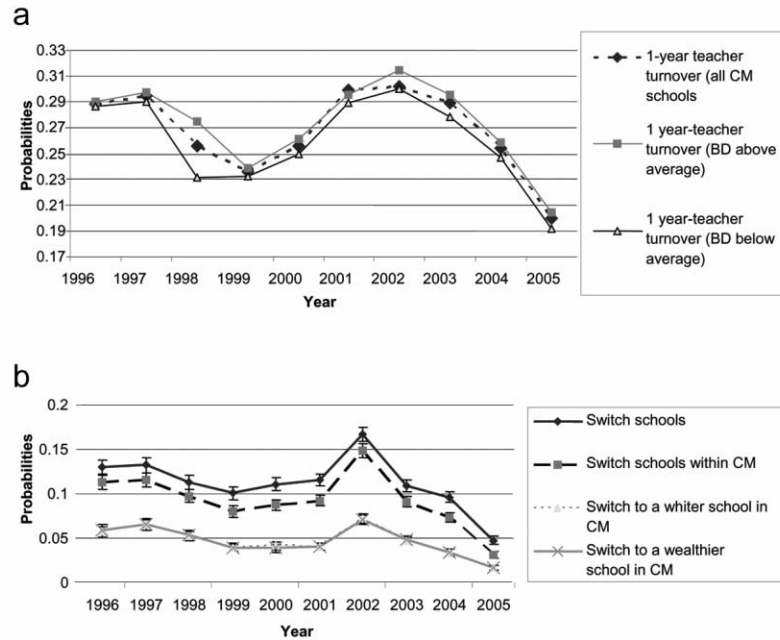 a
0.33
0.31
0.29
0.27
0.25
0.23
0.21
0.19
0.17
Probabilities
1996 1997 1998 1999 2000 2001 2002 2003 2004 2005
Year
1-year teacher
turnover (all CM
schools
1 year-teacher
turnover (BD above
average)
1 year-teacher
turnover (BD below
average)
b
0.2
0.15
0.1
0.05
0
Probabilities
1996 1997 1998 1999 2000 2001 2002 2003 2004 2005
Year
Switch schools
Switch schools within CM
Switch to a whiter school in
CM
Switch to a wealthier
school in CM